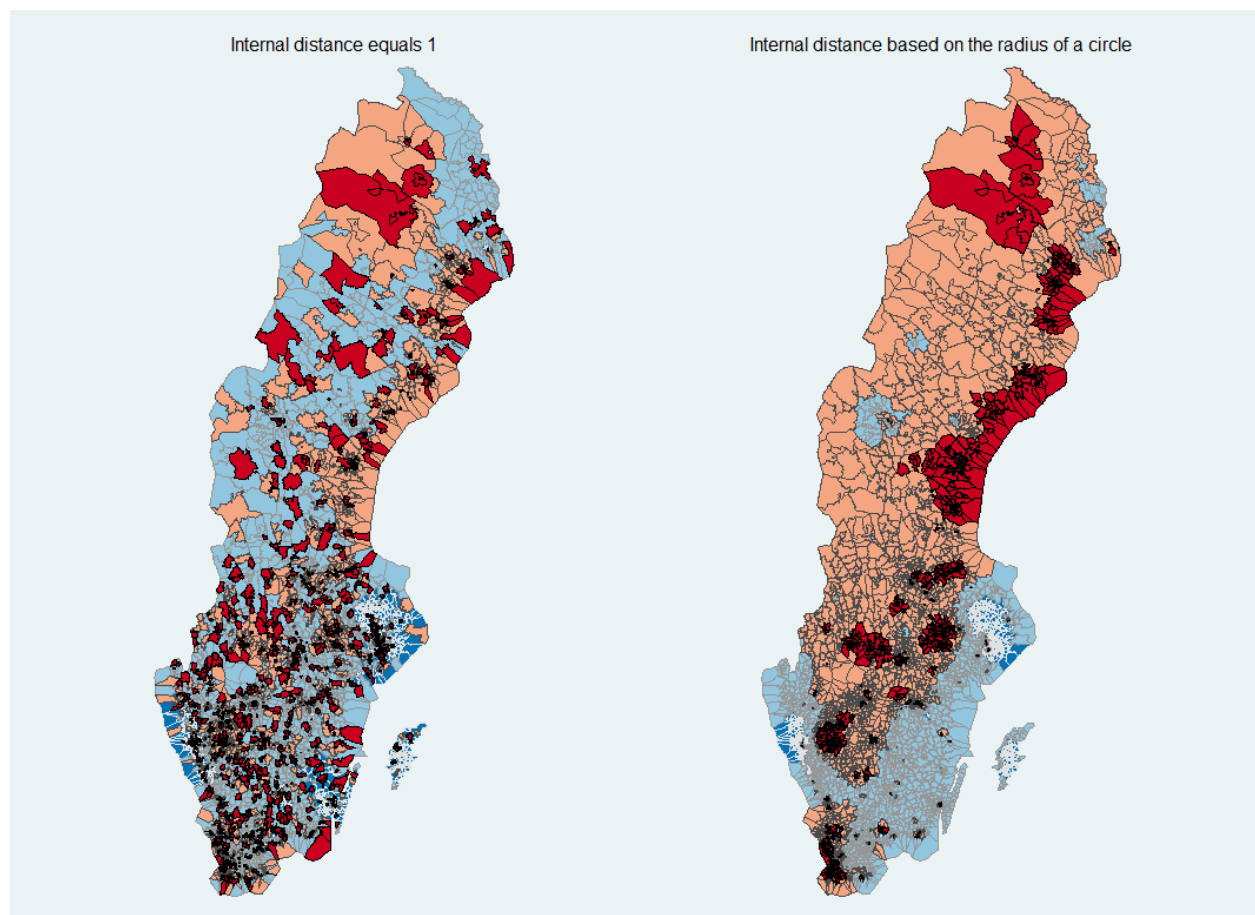 Internal distance equals 1
Internal distance based on the radius of a circle